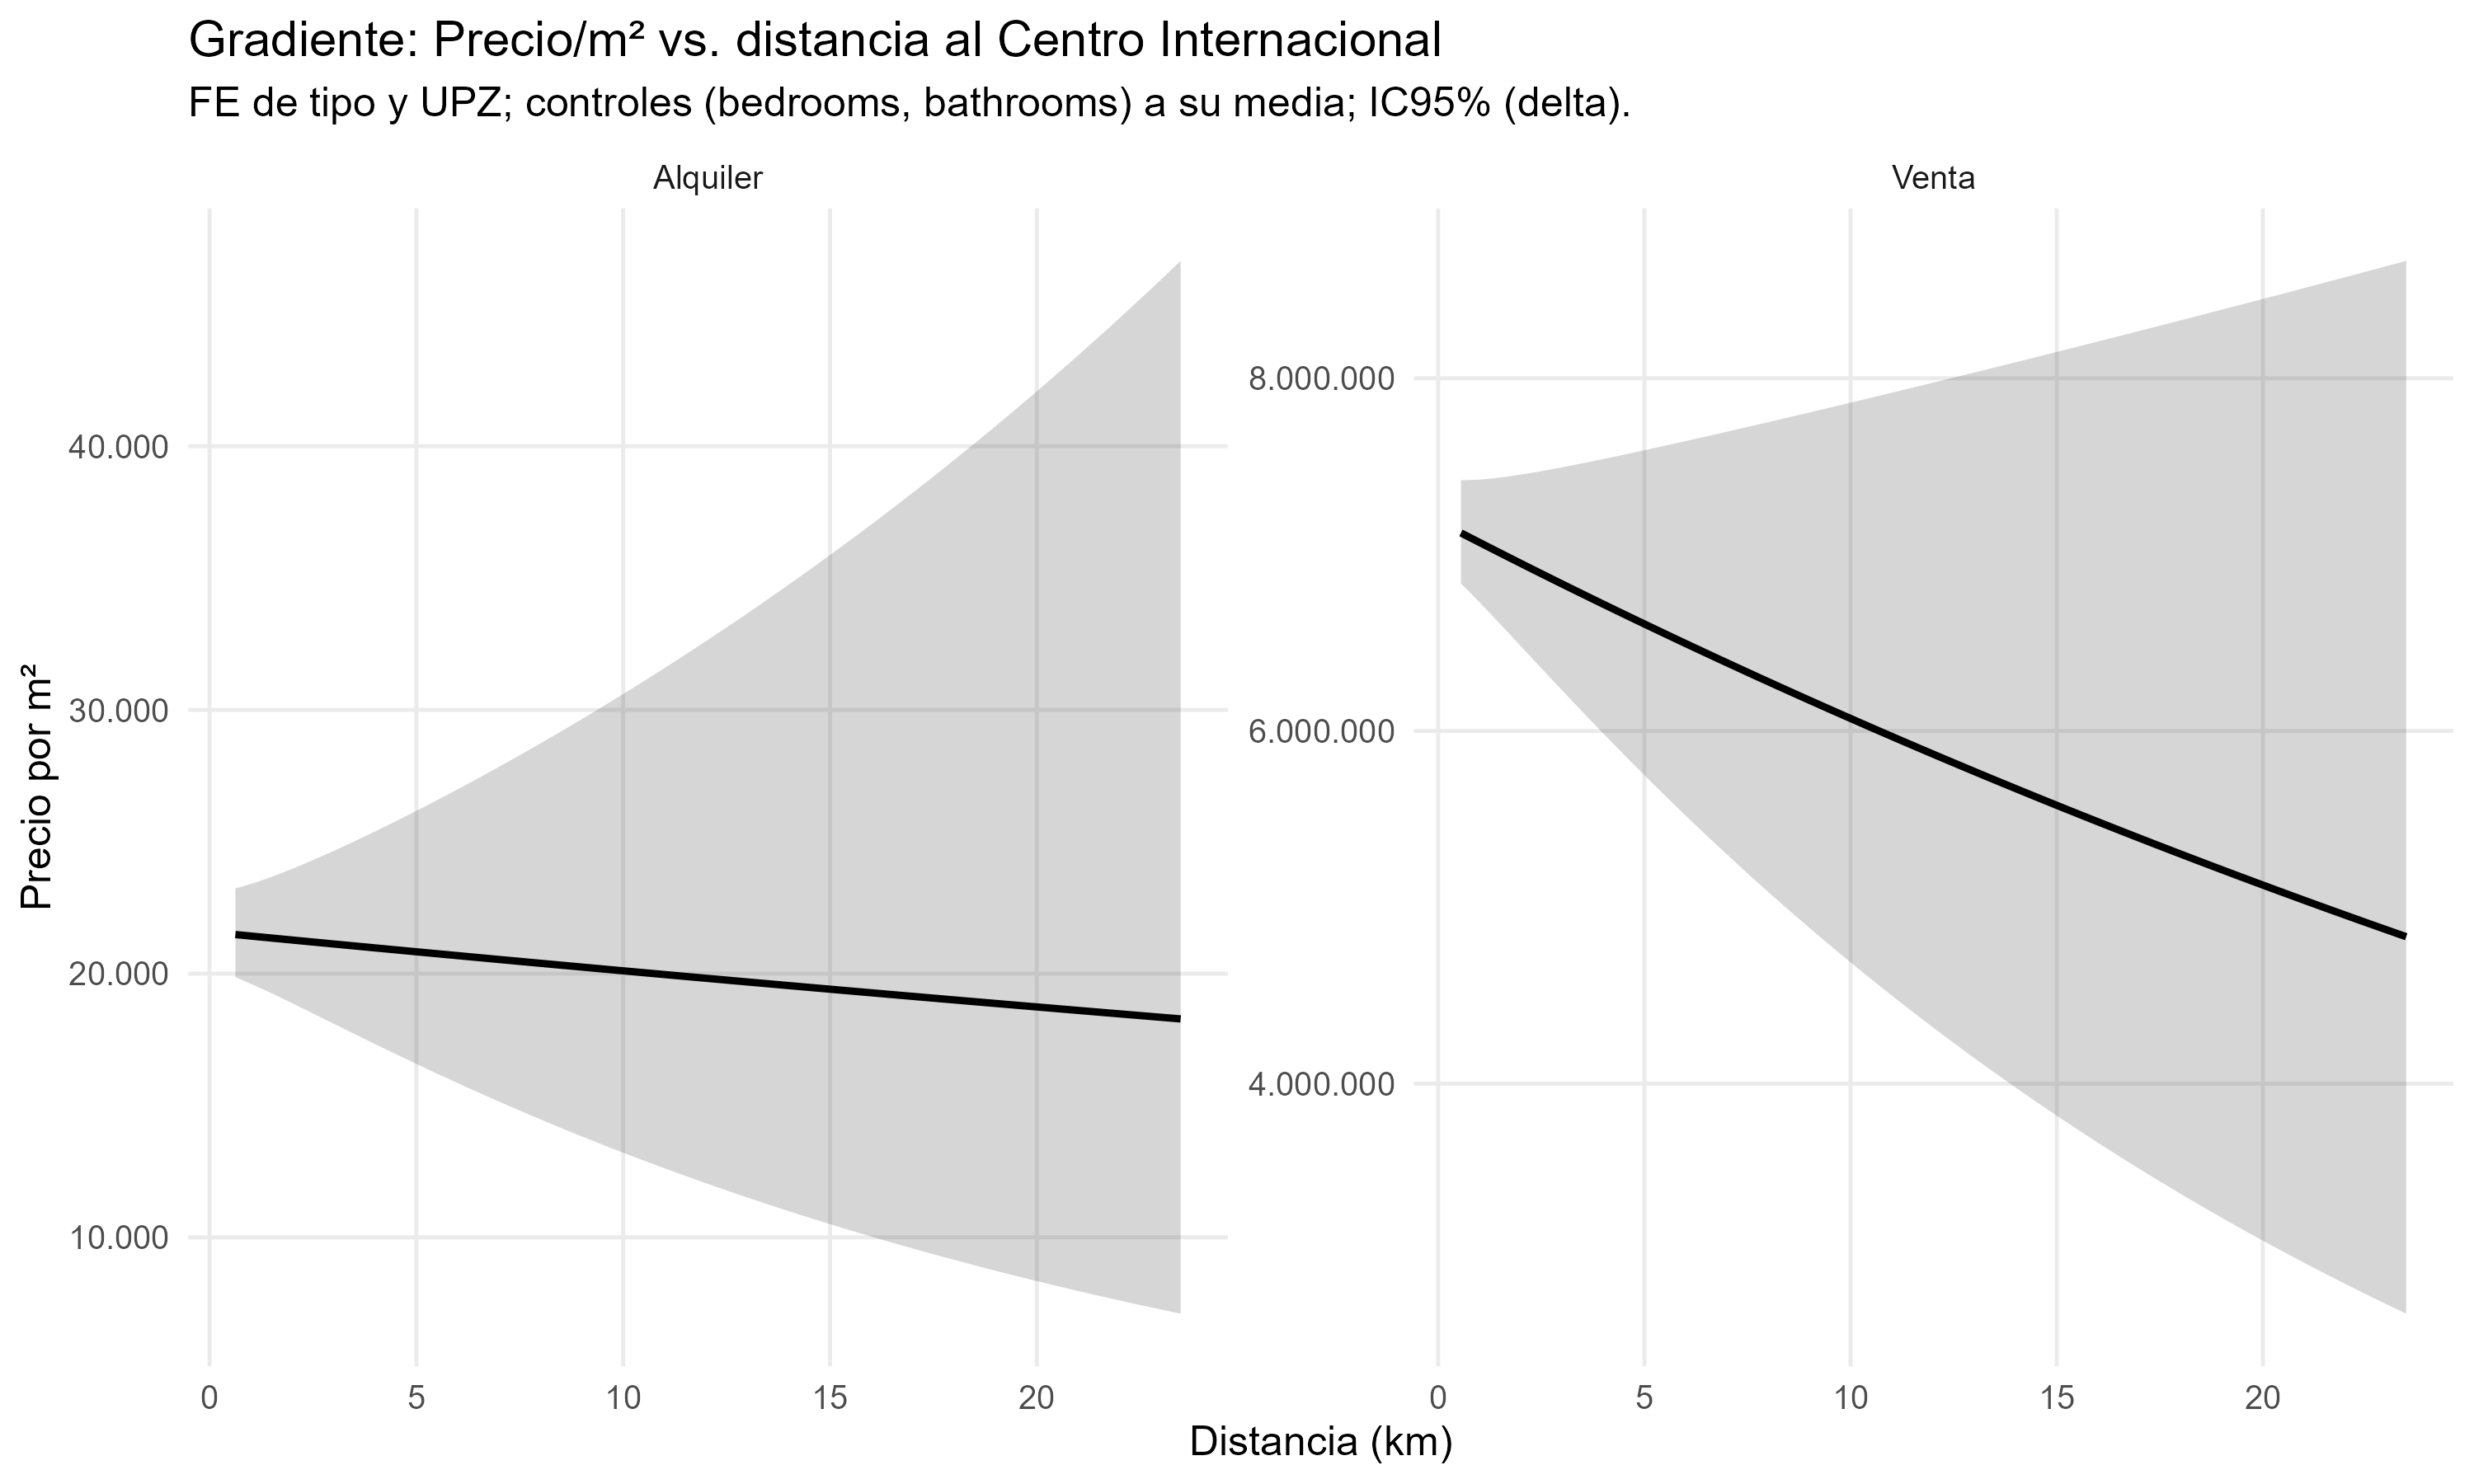 Gradiente: Precio/m² vs. distancia al Centro Internacional
FE de tipo y UPZ; controles (bedrooms, bathrooms) a su media; IC95% (delta).
Alquiler
Venta
Precio por m²
40.000
30.000
20.000
10.000
8.000.000
6.000.000
4.000.000
0 5 10 15 20
0 5 10 15 20
Distancia (km)